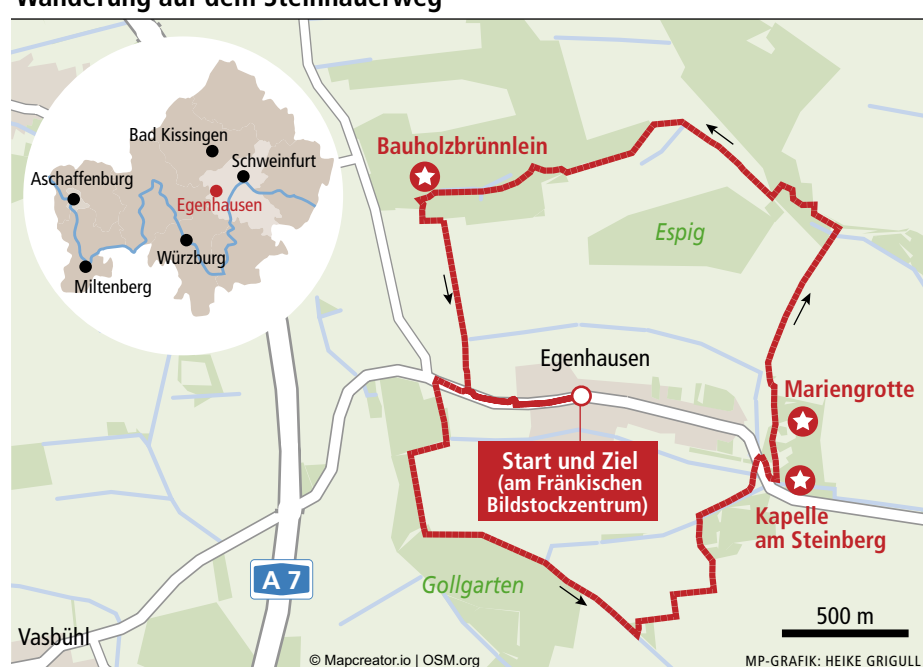 Wanderung auf dem Steinhauerweg
Bad Kissingen
Schweinfurt
Aschaffenburg
Egenhausen
Würzburg
Miltenberg
Bauholzbrünnlein
Espig
Egenhausen
Mariengrotte
Start und Ziel
(am Fränkischen
Bildstockzentrum)
Kapelle
am Steinberg
A 7
Gollgarten
500 m
Vasbühl
© Mapcreator.io | OSM.org
MP-GRAFIK: HEIKE GRIGULL